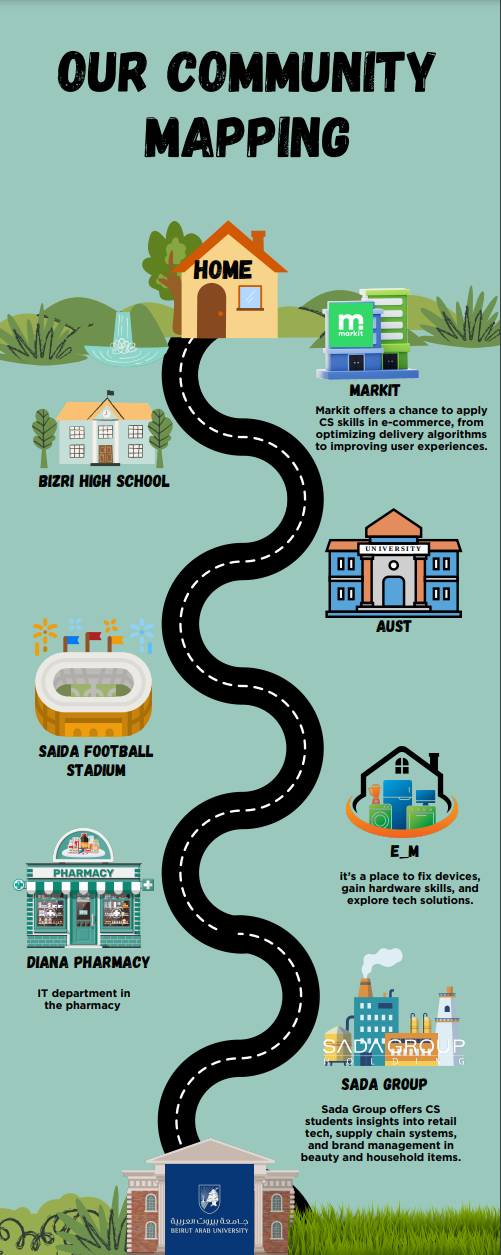 OUR COMMUNITY
MAPPING
HOME
m
markit
MARKIT
Markit offers a chance to apply
CS skills in e-commerce, from
optimizing delivery algorithms
to improving user experiences.
BIZRI HIGH SCHOOL
UNIVERSITY
AUST
SAIDA FOOTBALL
STADIUM
E_M
it's a place to fix devices,
gain hardware skills, and
explore tech solutions.
PHARMACY
DIANA PHARMACY
IT department in
the pharmacy
SADA GROUP
HOLDING
SADA GROUP
Sada Group offers CS
students insights into retail
tech, supply chain systems,
and brand management in
beauty and household items.
جامعة بيروت العربية
BEIRUT ARAB UNIVERSITY